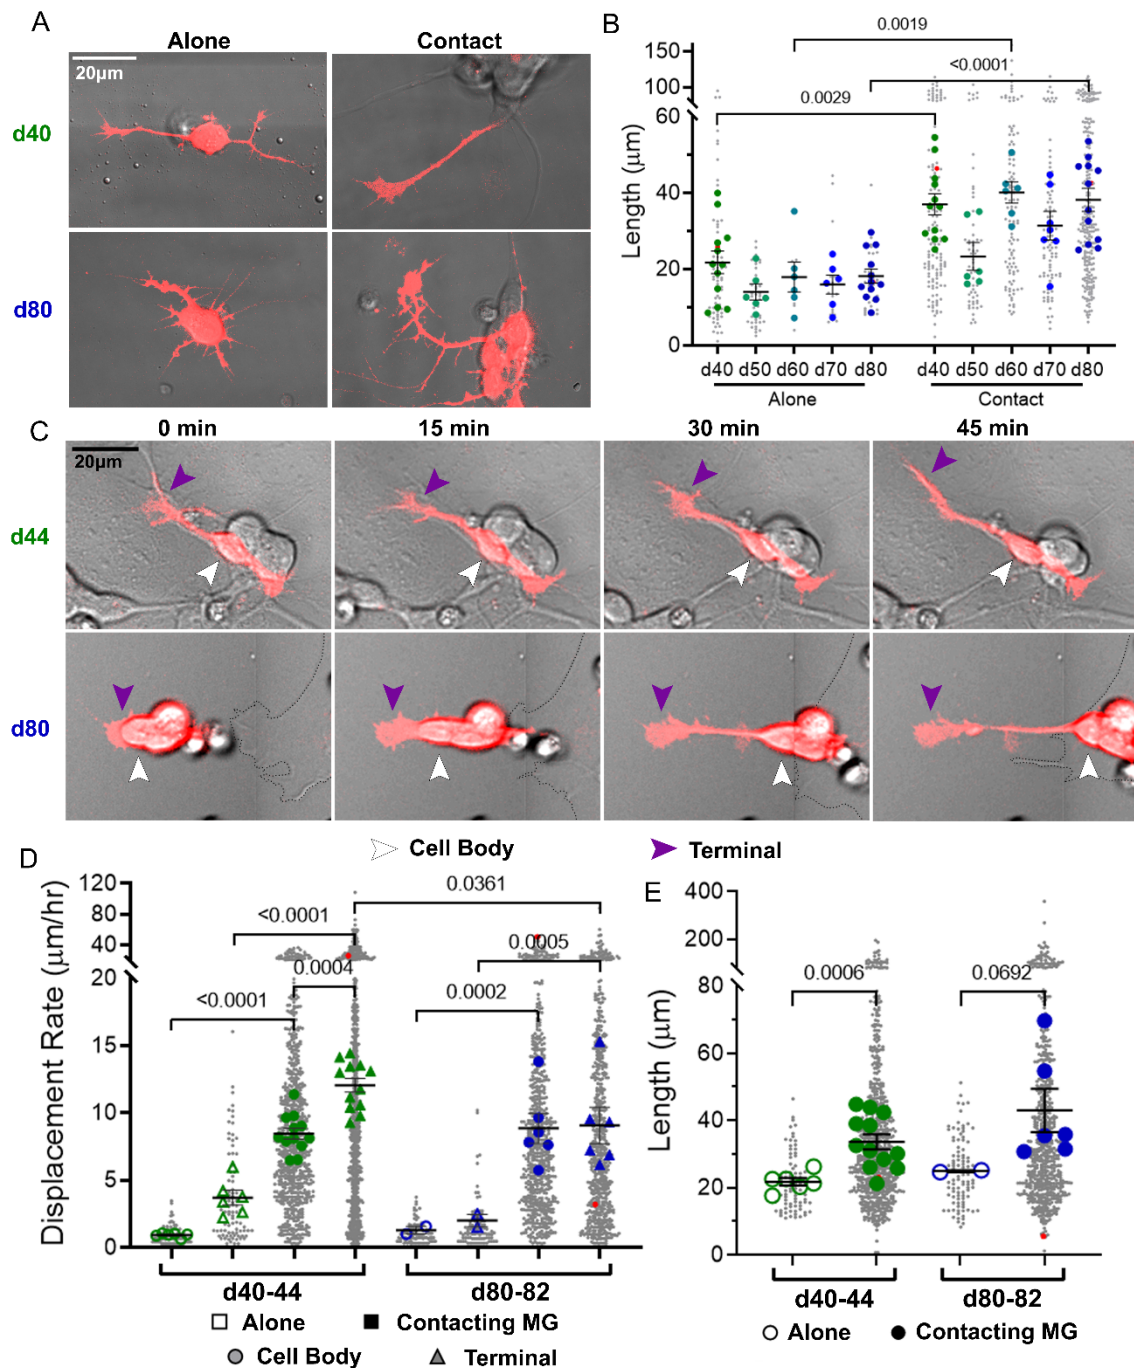 A
Alone
Contact
20µm
d40
d80
B
0.0019
<0.0001
0.0029
150
100
60
40
20
0
Length (µm)
d40 d50 d60 d70 d80
d40 d50 d60 d70 d80
Alone
Contact
C
0 min
15 min
30 min
45 min
20µm
d44
d80
Cell Body
Terminal
D
Displacement Rate (µm/hr)
120
80
40
20
15
10
5
0
<0.0001
<0.0001
0.0004
0.0361
0.0005
0.0002
d40-44
d80-82
Alone
Contacting MG
Cell Body
Terminal
E
Length (µm)
400
200
80
60
40
20
0
0.0006
0.0692
d40-44
d80-82
Alone
Contacting MG